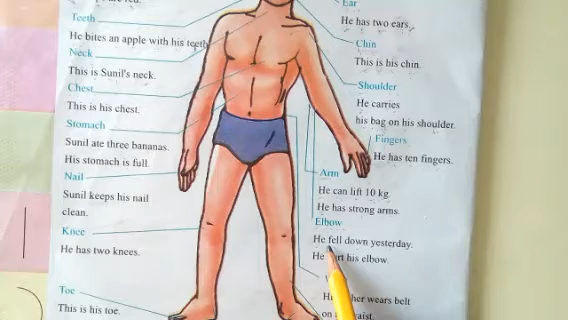 Teeth
He bites an apple with his teeth
Neck
This is Sunil's neck.
Chest
This is his chest.
Stomach
Sunil ate three bananas.
His stomach is full.
Nail
Sunil keeps his nail
clean.
Knee
He has two knees.
Toe
This is his toe.
Ear
He has two ears.
Chin
This is his chin.
Shoulder
He carries
his bag on his shoulder.
Fingers
He has ten fingers.
Arm
He can lift 10 kg.
He has strong arms.
Elbow
He fell down yesterday.
He his elbow.
wears belt
on waist.